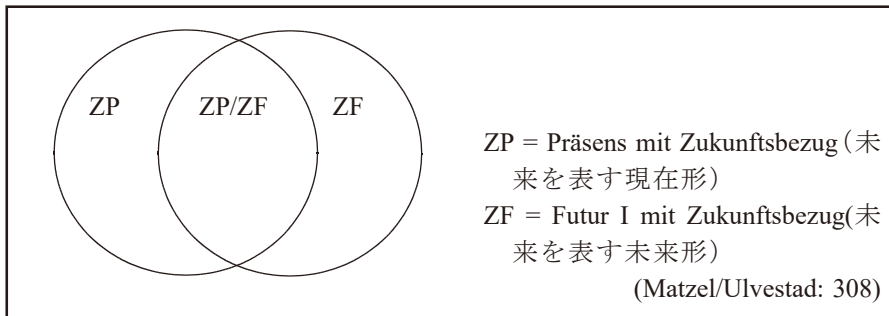 ZP ZP/ZF ZF
ZP = Präsens mit Zukunftsbezug（未
来を表す現在形）
ZF = Futur I mit Zukunftsbezug(未
来を表す未来形）
(Matzel/Ulvestad: 308)